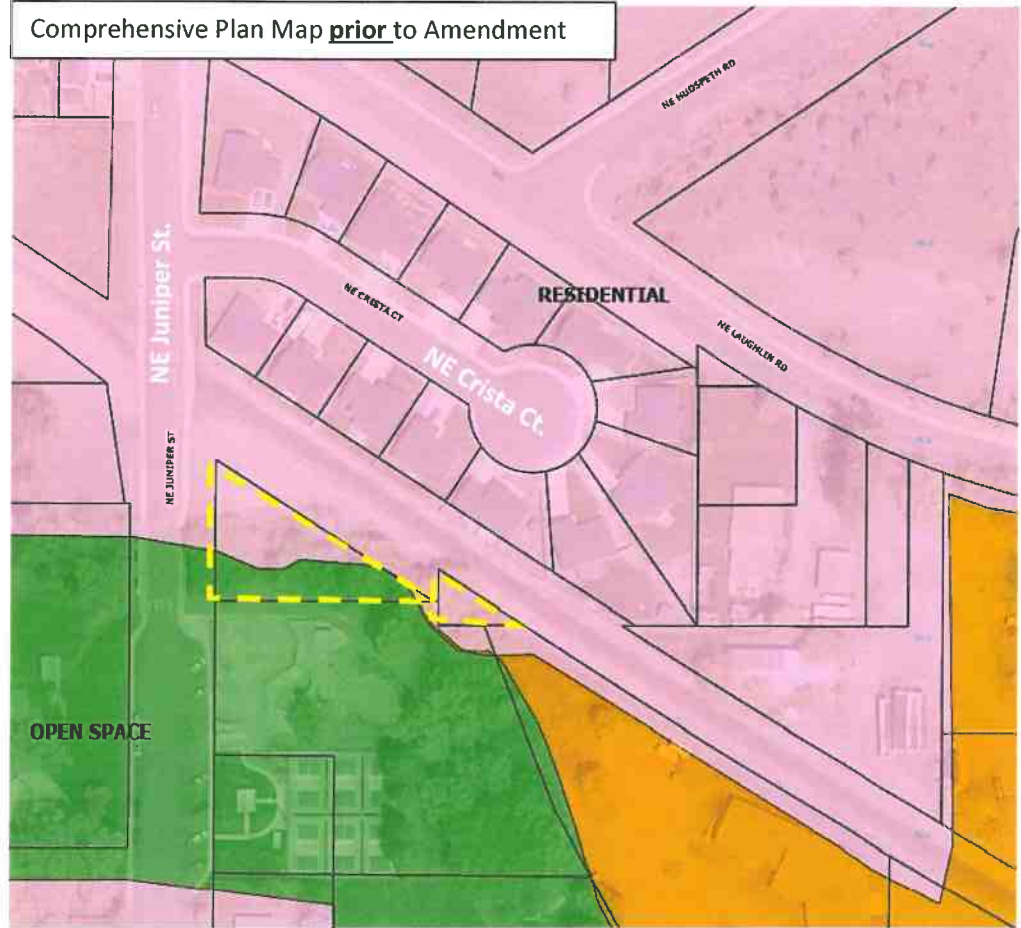 Comprehensive Plan Map prior to Amendment
NE HUDSPETH RD
NE Juniper St.
NE CRISTA CT
RESIDENTIAL
NE LAUGHLIN RD
NE Crista Ct.
NE JUNIPER ST
OPEN SPACE